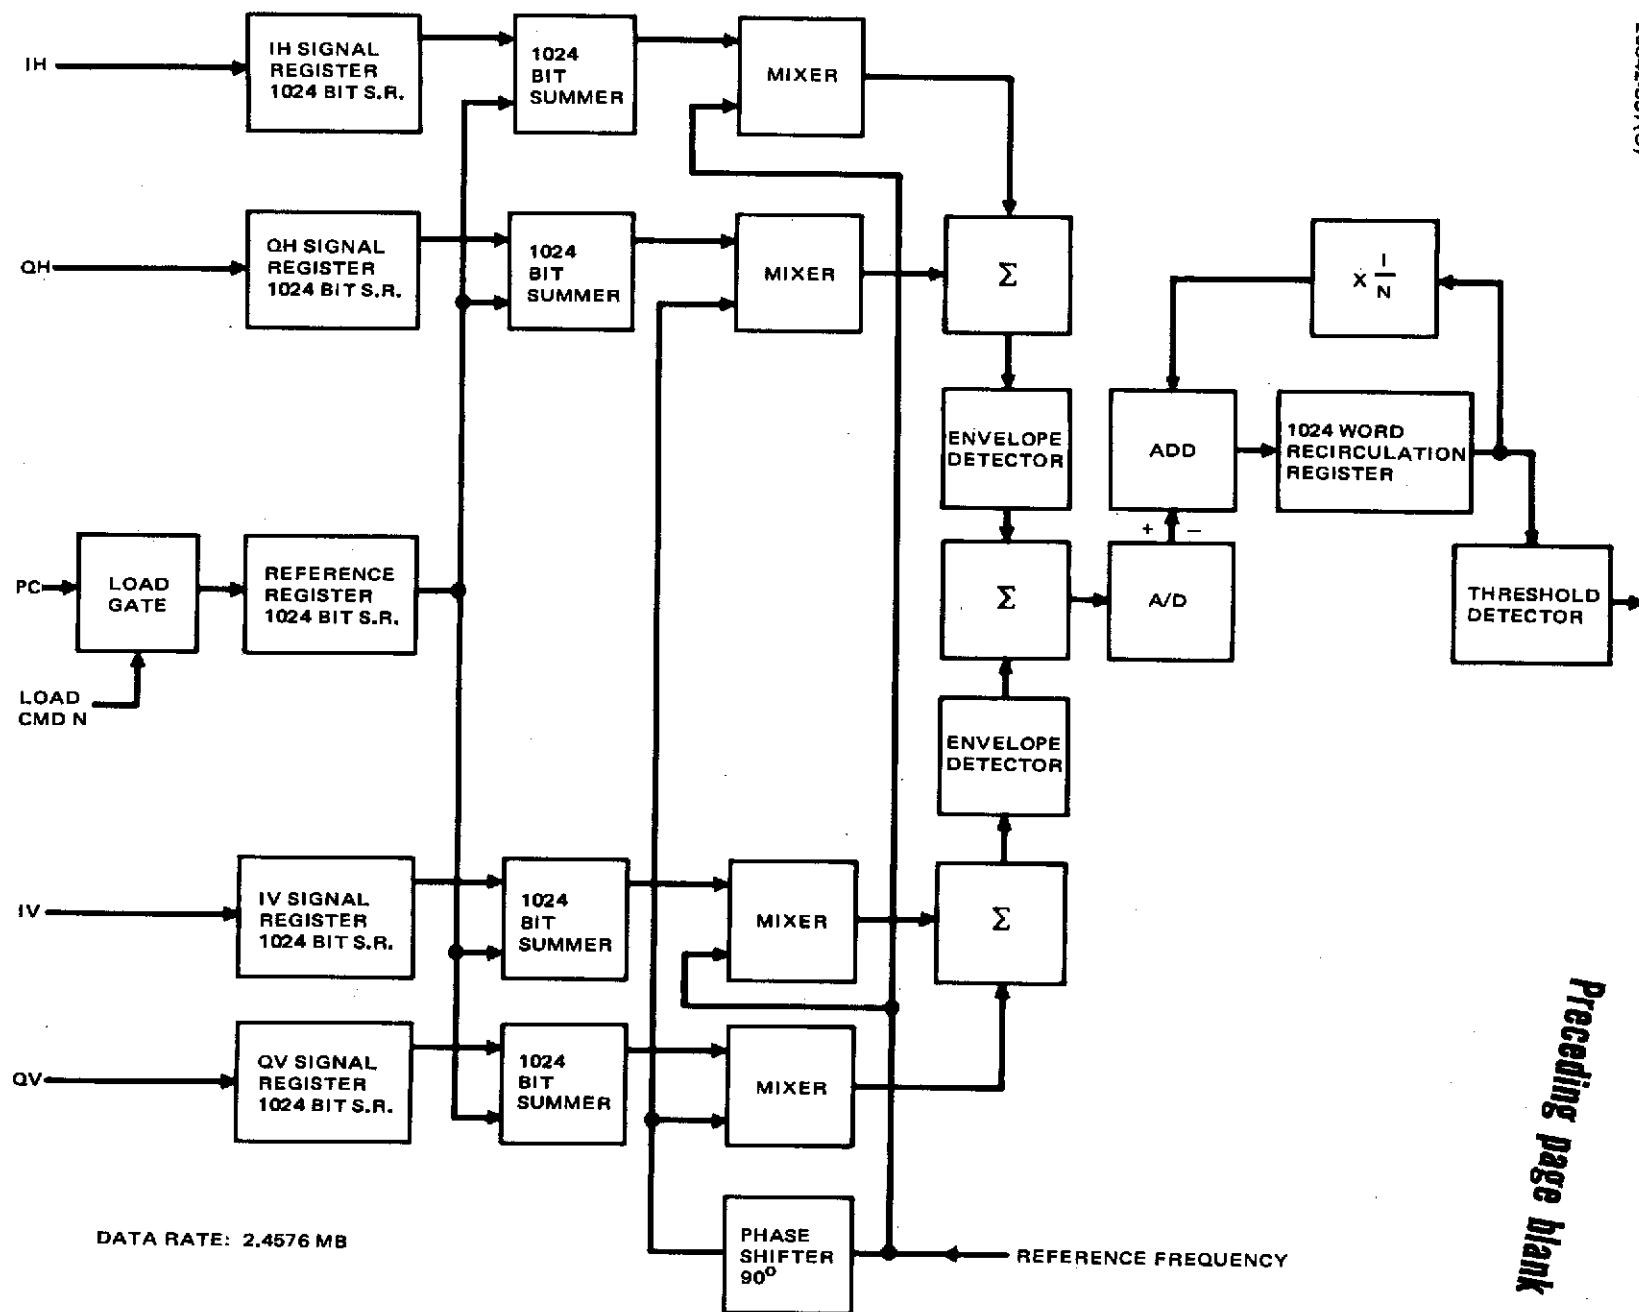 IH
IH SIGNAL
REGISTER
1024 BIT S.R.
1024
BIT
SUMMER
MIXER
QH
QH SIGNAL
REGISTER
1024 BIT S.R.
1024
BIT
SUMMER
MIXER
Σ
X 1/N
ENVELOPE
DETECTOR
ADD
1024 WORD
RECIRCULATION
REGISTER
PC
LOAD
GATE
REFERENCE
REGISTER
1024 BIT S.R.
Σ
+ −
A/D
THRESHOLD
DETECTOR
LOAD
CMD N
ENVELOPE
DETECTOR
IV
IV SIGNAL
REGISTER
1024 BIT S.R.
1024
BIT
SUMMER
MIXER
Σ
QV
QV SIGNAL
REGISTER
1024 BIT S.R.
1024
BIT
SUMMER
MIXER
DATA RATE: 2.4576 MB
PHASE
SHIFTER
90°
REFERENCE FREQUENCY
Preceding page blank